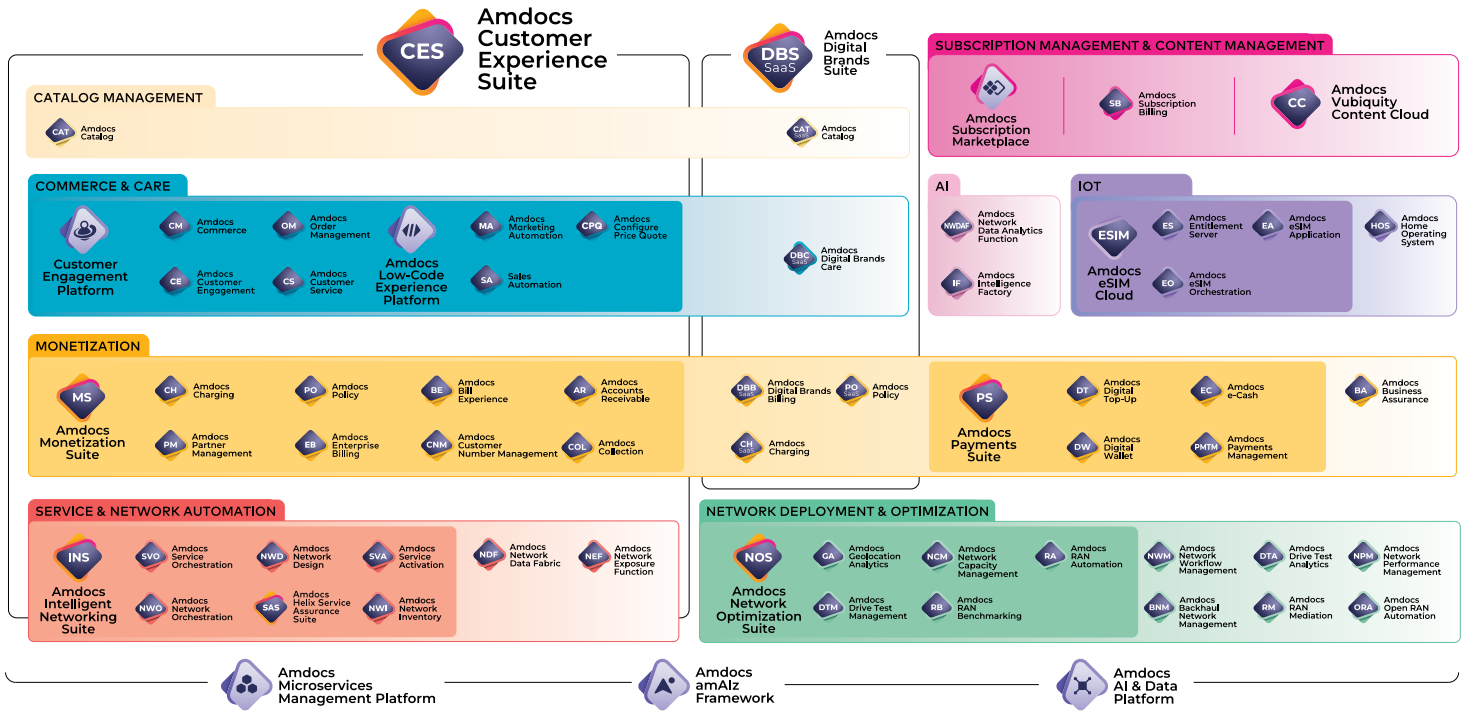 CES
Amdocs
Customer
Experience
Suite
DBS
SaaS
Amdocs
Digital
Brands
Suite
CATALOG MANAGEMENT
CAT
Amdocs
Catalog
CAT
SaaS
Amdocs
Catalog
SUBSCRIPTION MANAGEMENT & CONTENT MANAGEMENT
Amdocs
Subscription
Marketplace
SB
Amdocs
Subscription
Billing
CC
Amdocs
Vubiquity
Content Cloud
COMMERCE & CARE
Customer
Engagement
Platform
CM
Amdocs
Commerce
OM
Amdocs
Order
Management
CE
Amdocs
Customer
Engagement
CS
Amdocs
Customer
Service
Amdocs
Low-Code
Experience
Platform
MA
Amdocs
Marketing
Automation
CPQ
Amdocs
Configure
Price Quote
SA
Sales
Automation
DBC
SaaS
Amdocs
Digital Brands
Care
AI
NWDAF
Amdocs
Network
Data Analytics
Function
IF
Amdocs
Intelligence
Factory
IOT
ESIM
Amdocs
eSIM
Cloud
ES
Amdocs
Entitlement
Server
EA
Amdocs
eSIM
Application
EO
Amdocs
eSIM
Orchestration
HOS
Amdocs
Home
Operating
System
MONETIZATION
MS
Amdocs
Monetization
Suite
CH
Amdocs
Charging
PO
Amdocs
Policy
BE
Amdocs
Bill
Experience
AR
Amdocs
Accounts
Receivable
PM
Amdocs
Partner
Management
EB
Amdocs
Enterprise
Billing
CNM
Amdocs
Customer
Number Management
COL
Amdocs
Collection
DBB
SaaS
Amdocs
Digital Brands
Billing
PO
SaaS
Amdocs
Policy
CH
SaaS
Amdocs
Charging
PS
Amdocs
Payments
Suite
DT
Amdocs
Digital
Top-Up
EC
Amdocs
e-Cash
DW
Amdocs
Digital
Wallet
PMTM
Amdocs
Payments
Management
BA
Amdocs
Business
Assurance
SERVICE & NETWORK AUTOMATION
INS
Amdocs
Intelligent
Networking
Suite
SVO
Amdocs
Service
Orchestration
NWD
Amdocs
Network
Design
SVA
Amdocs
Service
Activation
NWO
Amdocs
Network
Orchestration
SAS
Amdocs
Helix Service
Assurance
Suite
NWI
Amdocs
Network
Inventory
NDF
Amdocs
Network
Data Fabric
NEF
Amdocs
Network
Exposure
Function
NETWORK DEPLOYMENT & OPTIMIZATION
NOS
Amdocs
Network
Optimization
Suite
GA
Amdocs
Geolocation
Analytics
NCM
Amdocs
Network
Capacity
Management
RA
Amdocs
RAN
Automation
DTM
Amdocs
Drive Test
Management
RB
Amdocs
RAN
Benchmarking
NWM
Amdocs
Network
Workflow
Management
DTA
Amdocs
Drive Test
Analytics
NPM
Amdocs
Network
Performance
Management
BNM
Amdocs
Backhaul
Network
Management
RM
Amdocs
RAN
Mediation
ORA
Amdocs
Open RAN
Automation
Amdocs
Microservices
Management Platform
Amdocs
amAIz
Framework
Amdocs
AI & Data
Platform